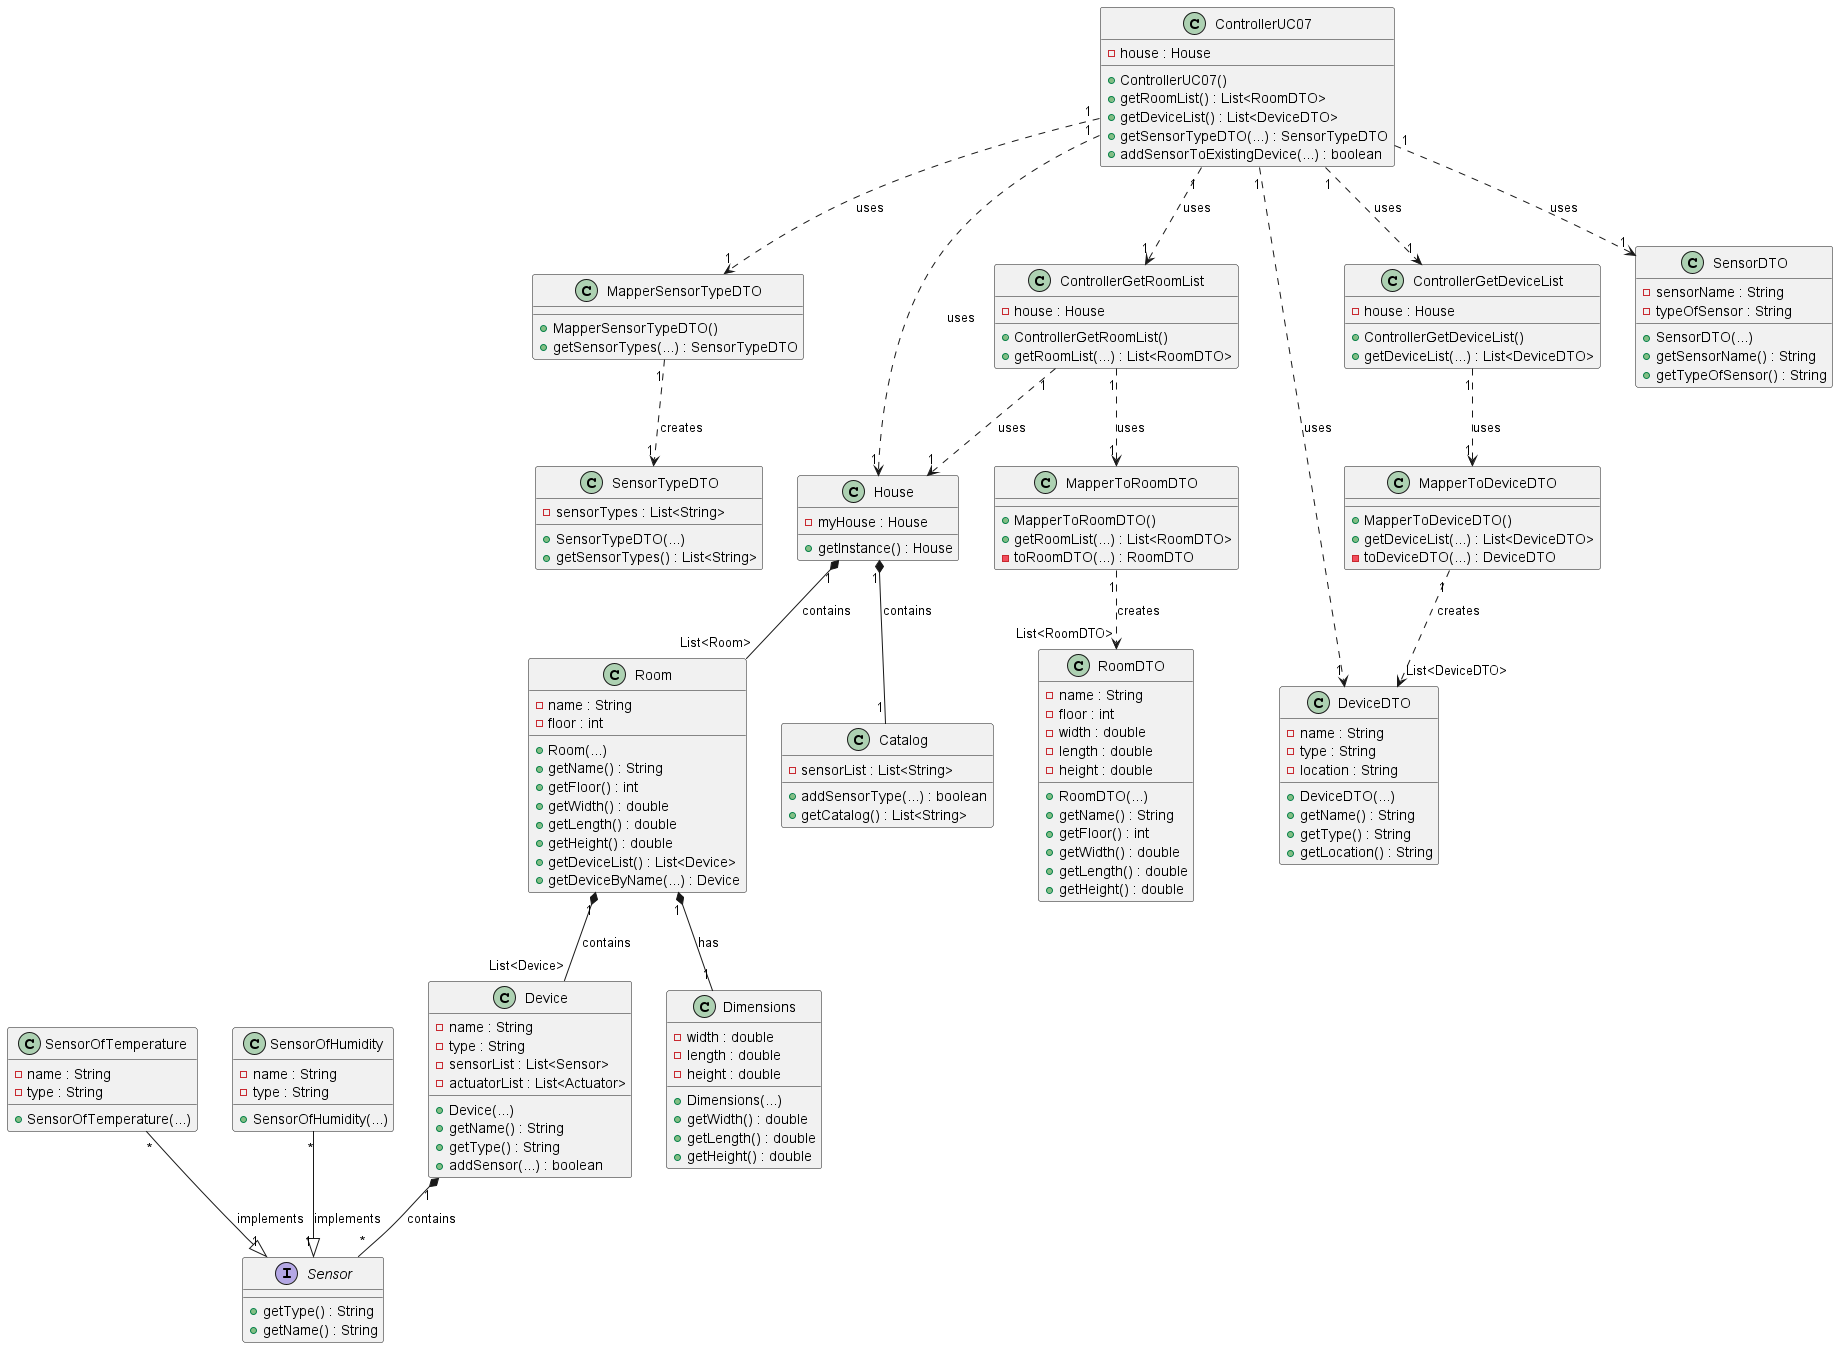 C ControllerUC07
house : House
ControllerUC07()
getRoomList() : List<RoomDTO>
getDeviceList() : List<DeviceDTO>
getSensorTypeDTO(...) : SensorTypeDTO
addSensorToExistingDevice(...) : boolean
1
1
1
1
1
1
uses
uses
uses
uses
uses
uses
1
1
1
1
C MapperSensorTypeDTO
MapperSensorTypeDTO()
getSensorTypes(...) : SensorTypeDTO
C ControllerGetRoomList
house : House
ControllerGetRoomList()
getRoomList(...) : List<RoomDTO>
C ControllerGetDeviceList
house : House
ControllerGetDeviceList()
getDeviceList(...) : List<DeviceDTO>
C SensorDTO
sensorName : String
typeOfSensor : String
SensorDTO(...)
getSensorName() : String
getTypeOfSensor() : String
1
creates
1
1
uses
1
1
uses
1
1
uses
1
1
C SensorTypeDTO
sensorTypes : List<String>
SensorTypeDTO(...)
getSensorTypes() : List<String>
C House
myHouse : House
getInstance() : House
C MapperToRoomDTO
MapperToRoomDTO()
getRoomList(...) : List<RoomDTO>
toRoomDTO(...) : RoomDTO
C MapperToDeviceDTO
MapperToDeviceDTO()
getDeviceList(...) : List<DeviceDTO>
toDeviceDTO(...) : DeviceDTO
1
contains
List<Room>
1
contains
1
1
creates
List<RoomDTO>
1
creates
List<DeviceDTO>
1
C Room
name : String
floor : int
Room(...)
getName() : String
getFloor() : int
getWidth() : double
getLength() : double
getHeight() : double
getDeviceList() : List<Device>
getDeviceByName(...) : Device
C Catalog
sensorList : List<String>
addSensorType(...) : boolean
getCatalog() : List<String>
C RoomDTO
name : String
floor : int
width : double
length : double
height : double
RoomDTO(...)
getName() : String
getFloor() : int
getWidth() : double
getLength() : double
getHeight() : double
C DeviceDTO
name : String
type : String
location : String
DeviceDTO(...)
getName() : String
getType() : String
getLocation() : String
1
contains
List<Device>
1
has
1
C SensorOfTemperature
name : String
type : String
SensorOfTemperature(...)
C SensorOfHumidity
name : String
type : String
SensorOfHumidity(...)
C Device
name : String
type : String
sensorList : List<Sensor>
actuatorList : List<Actuator>
Device(...)
getName() : String
getType() : String
addSensor(...) : boolean
C Dimensions
width : double
length : double
height : double
Dimensions(...)
getWidth() : double
getLength() : double
getHeight() : double
*
implements
1
*
implements
1
1
contains
*
I Sensor
getType() : String
getName() : String